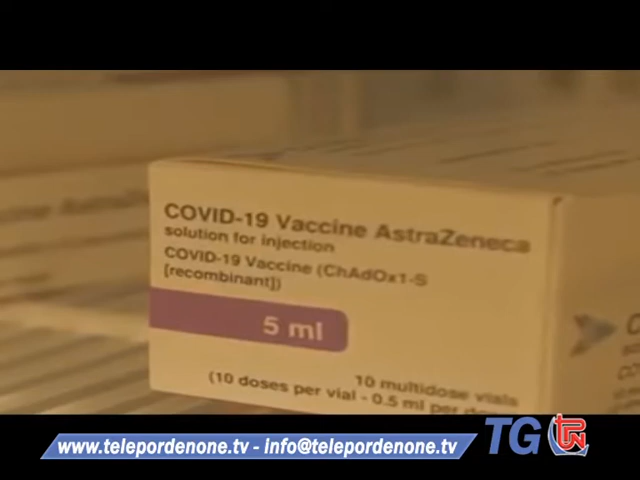 COVID-19 Vaccine AstraZeneca
solution for injection
COVID-19 Vaccine (ChAdOx1-S
[recombinant])
5 ml
10 multidose vials
(10 doses per vial - 0.5 ml per
www.telepordenone.tv - info@telepordenone.tv
TG TPN